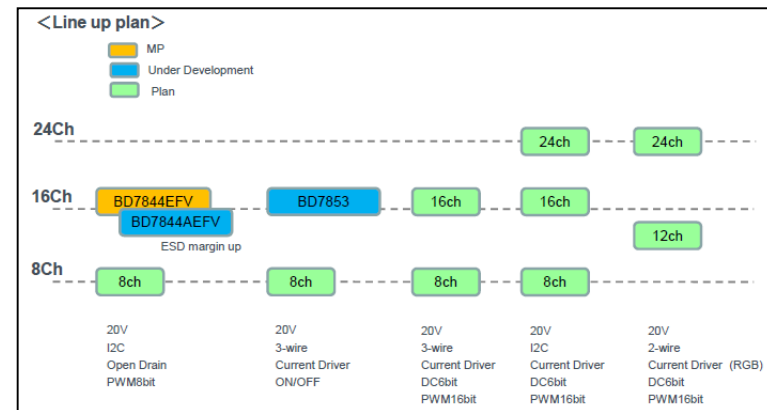 <Line up plan>
MP
Under Development
Plan
24Ch
24ch
24ch
16Ch
BD7844EFV
BD7853
16ch
16ch
BD7844AEFV
12ch
ESD margin up
8Ch
8ch
8ch
8ch
8ch
20V
I2C
Open Drain
PWM8bit
20V
3-wire
Current Driver
ON/OFF
20V
3-wire
Current Driver
DC6bit
PWM16bit
20V
I2C
Current Driver
DC6bit
PWM16bit
20V
2-wire
Current Driver (RGB)
DC6bit
PWM16bit